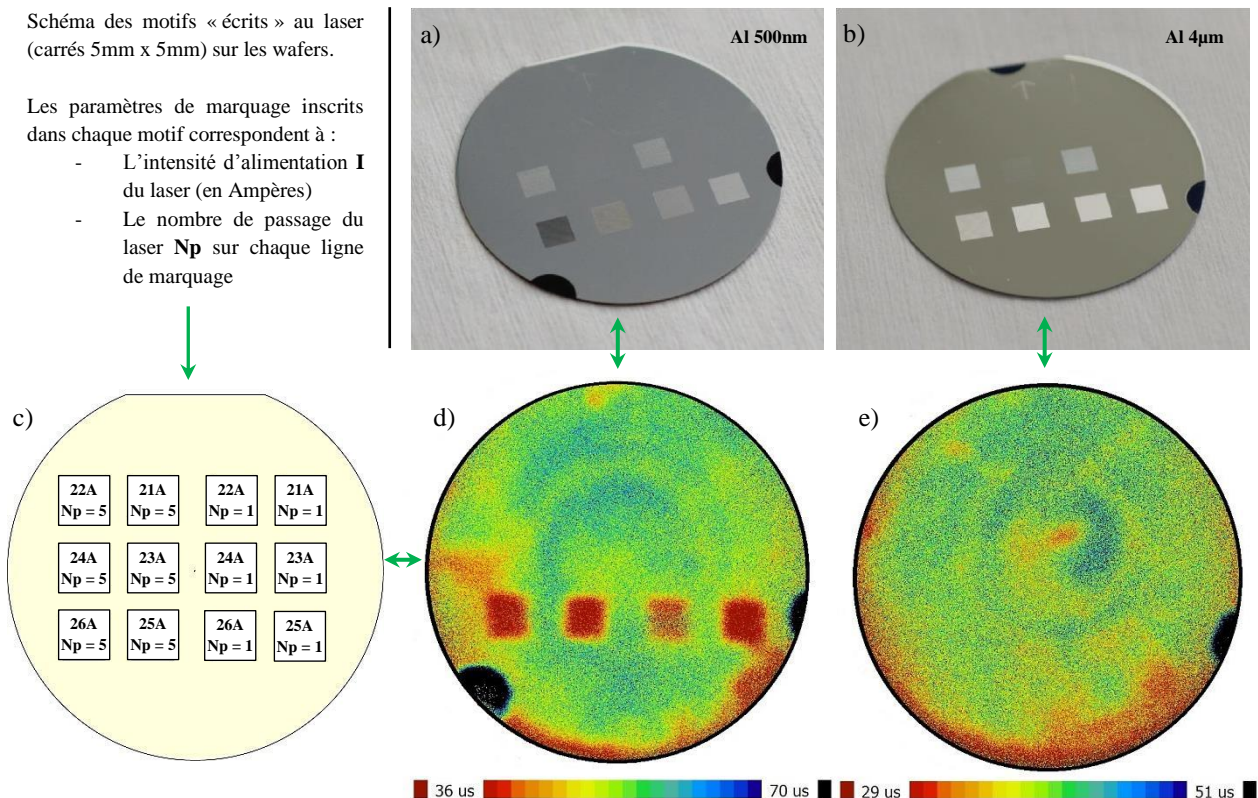 Schéma des motifs « écrits » au laser
(carrés 5mm x 5mm) sur les wafers.
Les paramètres de marquage inscrits
dans chaque motif correspondent à :
- L’intensité d’alimentation I
du laser (en Ampères)
- Le nombre de passage du
laser Np sur chaque ligne
de marquage
a)
Al 500nm
b)
Al 4µm
c)
22A 21A 22A 21A
Np = 5 Np = 5 Np = 1 Np = 1
24A 23A 24A 23A
Np = 5 Np = 5 Np = 1 Np = 1
26A 25A 26A 25A
Np = 5 Np = 5 Np = 1 Np = 1
d)
e)
36 us 70 us
29 us 51 us